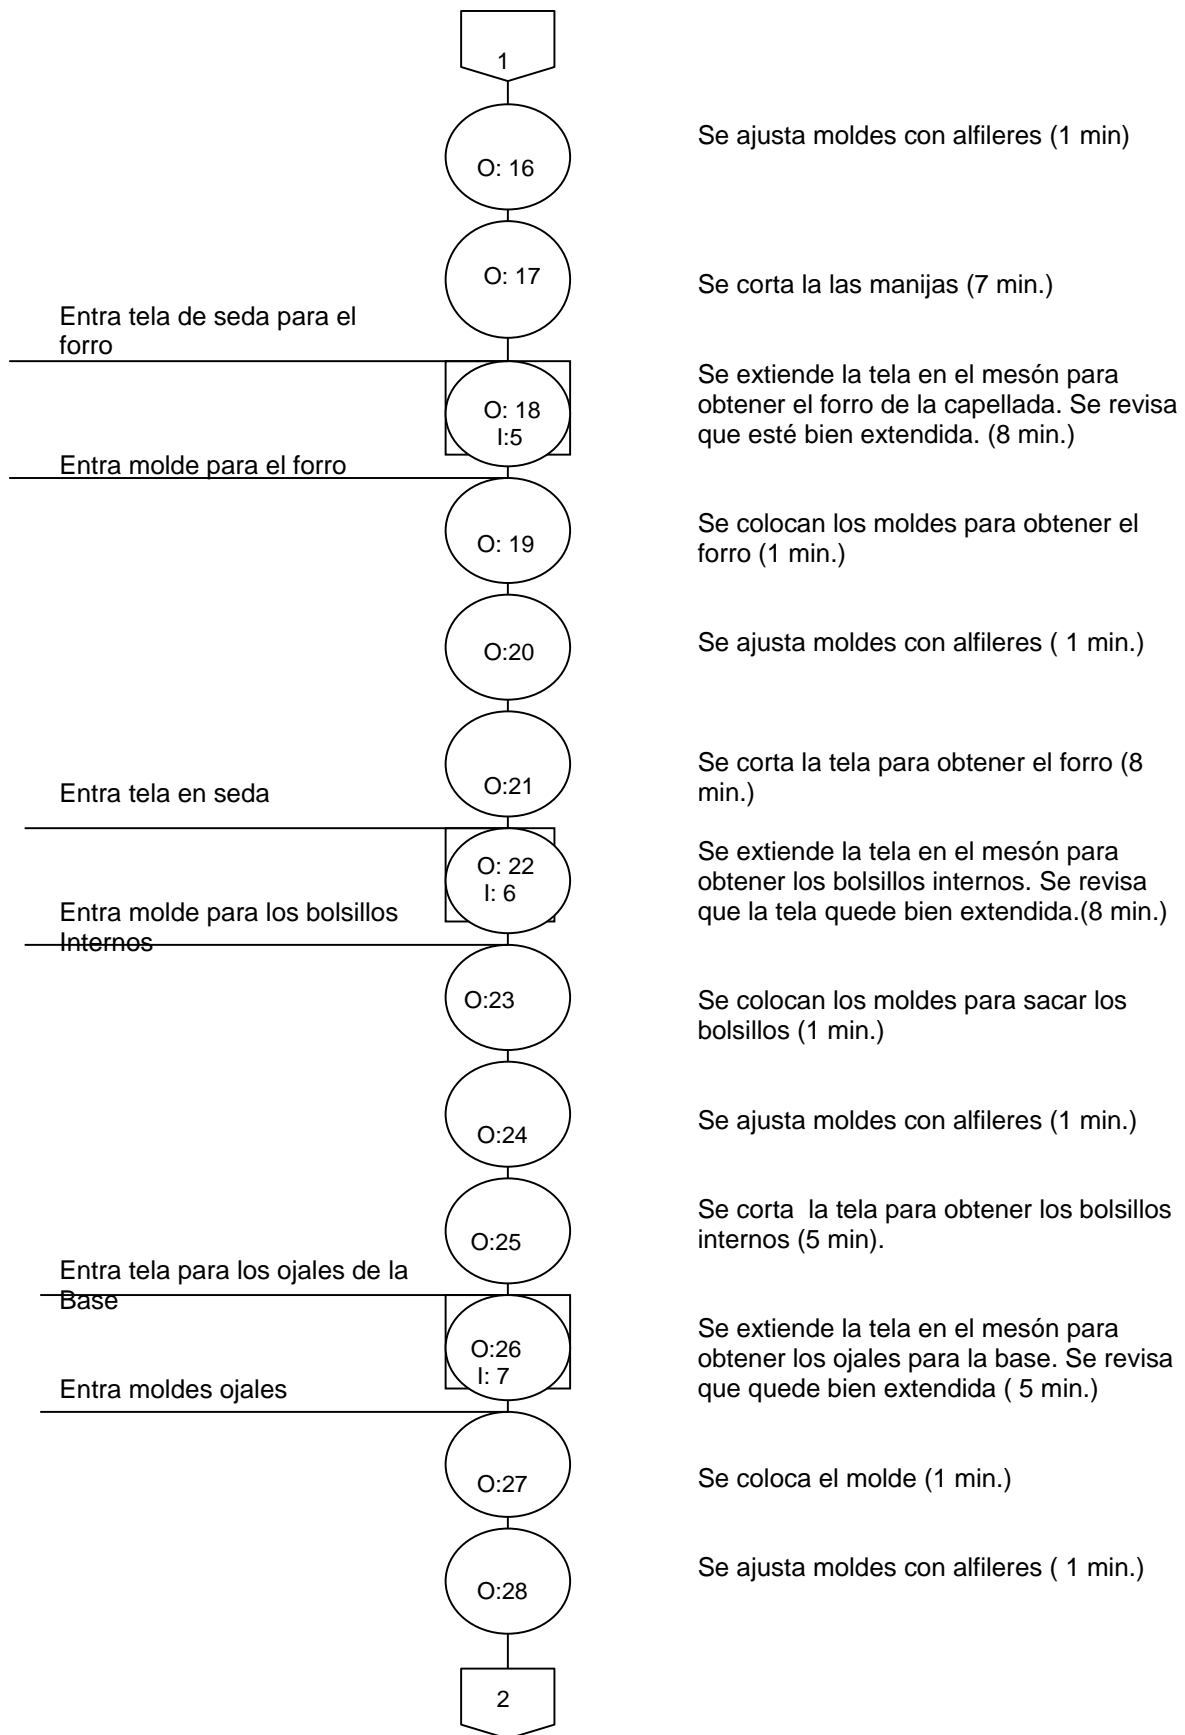 1
O: 16
Se ajusta moldes con alfileres (1 min)
O: 17
Se corta la las manijas (7 min.)
Entra tela de seda para el
forro
O: 18
I:5
Se extiende la tela en el mesón para
obtener el forro de la capellada. Se revisa
que esté bien extendida. (8 min.)
Entra molde para el forro
O: 19
Se colocan los moldes para obtener el
forro (1 min.)
O:20
Se ajusta moldes con alfileres ( 1 min.)
O:21
Se corta la tela para obtener el forro (8
min.)
Entra tela en seda
O: 22
I: 6
Se extiende la tela en el mesón para
obtener los bolsillos internos. Se revisa
que la tela quede bien extendida.(8 min.)
Entra molde para los bolsillos
Internos
O:23
Se colocan los moldes para sacar los
bolsillos (1 min.)
O:24
Se ajusta moldes con alfileres (1 min.)
O:25
Se corta  la tela para obtener los bolsillos
internos (5 min).
Entra tela para los ojales de la
Base
O:26
I: 7
Se extiende la tela en el mesón para
obtener los ojales para la base. Se revisa
que quede bien extendida ( 5 min.)
Entra moldes ojales
O:27
Se coloca el molde (1 min.)
O:28
Se ajusta moldes con alfileres ( 1 min.)
2